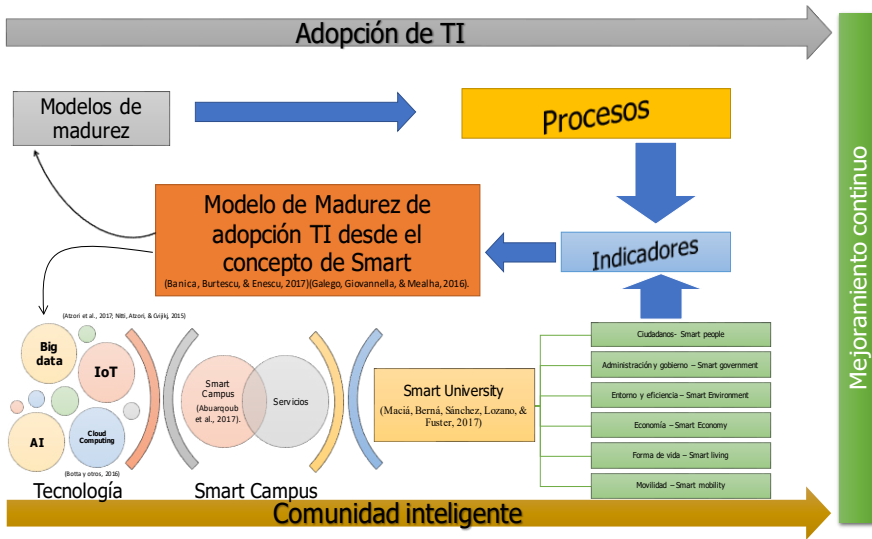 Adopción de TI
Modelos de
madurez
Procesos
Modelo de Madurez de
adopción TI desde el
concepto de Smart
(Banica, Burtescu, & Enescu, 2017)(Galego, Giovannella, & Mealha, 2016).
Indicadores
Mejoramiento continuo
(Atzori et al., 2017; Nitti, Atzori, & Cvijikj, 2015)
Big
data
IoT
AI
Cloud
Computing
(Botta y otros, 2016)
Tecnología
Smart
Campus
(Abuarqoub
et al., 2017).
Servicios
Smart Campus
Smart University
(Maciá, Berná, Sánchez, Lozano, &
Fuster, 2017)
Ciudadanos- Smart people
Administración y gobierno – Smart government
Entorno y eficiencia – Smart Environment
Economía – Smart Economy
Forma de vida – Smart living
Movilidad – Smart mobility
Comunidad inteligente